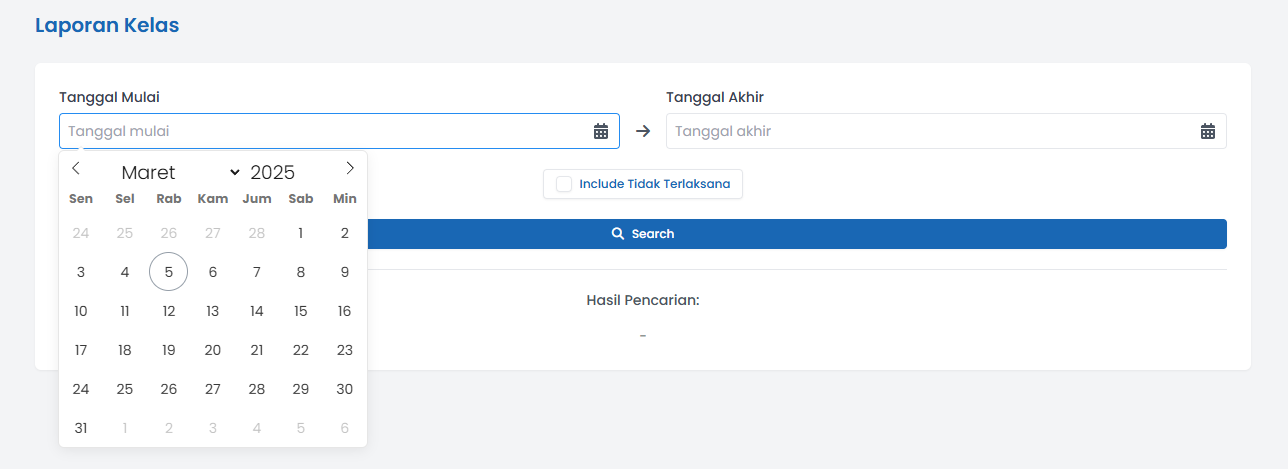 Laporan Kelas
Tanggal Mulai
Tanggal Akhir
Tanggal mulai
Tanggal akhir
Maret 2025
Sen Sel Rab Kam Jum Sab Min
24 25 26 27 28 1 2
3 4 5 6 7 8 9
10 11 12 13 14 15 16
17 18 19 20 21 22 23
24 25 26 27 28 29 30
31 1 2 3 4 5 6
Include Tidak Terlaksana
Search
Hasil Pencarian:
-